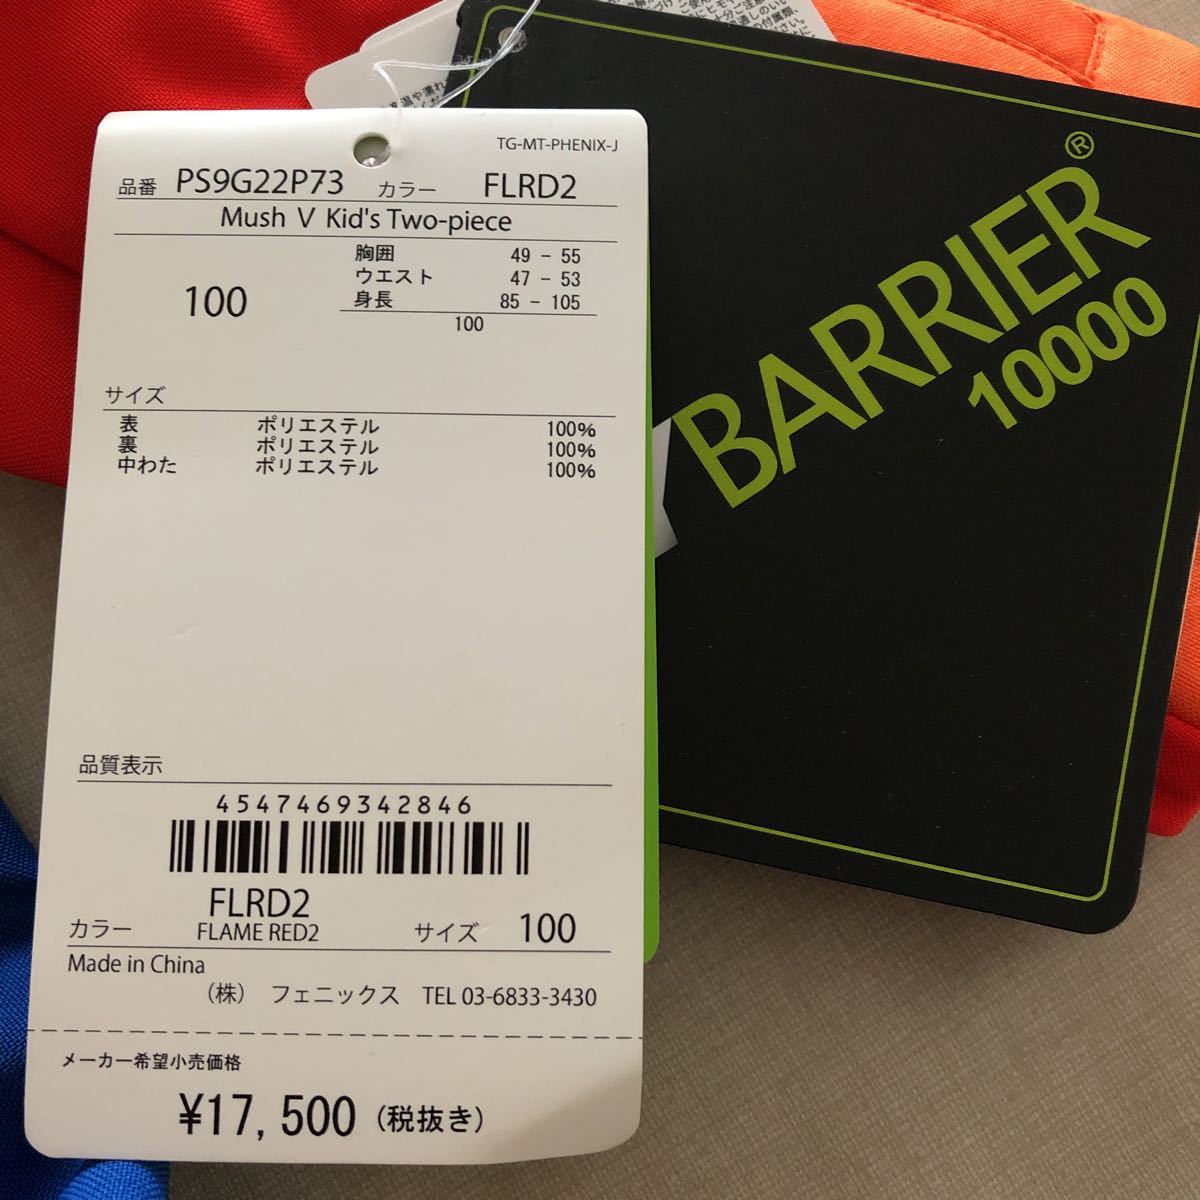 TG-MT-PHENIX-J
品番 PS9G22P73 カラー FLRD2
Mush V Kid's Two-piece
100
胸囲 49 - 55
ウエスト 47 - 53
身長 85 - 105
100
サイズ
表 ポリエステル 100%
裏 ポリエステル 100%
中わた ポリエステル 100%
品質表示
4547469342846
FLRD2
カラー FLAME RED2 サイズ 100
Made in China
(株) フェニックス TEL 03-6833-3430
メーカー希望小売価格
¥17,500 (税抜き)
BARRIER®
10000